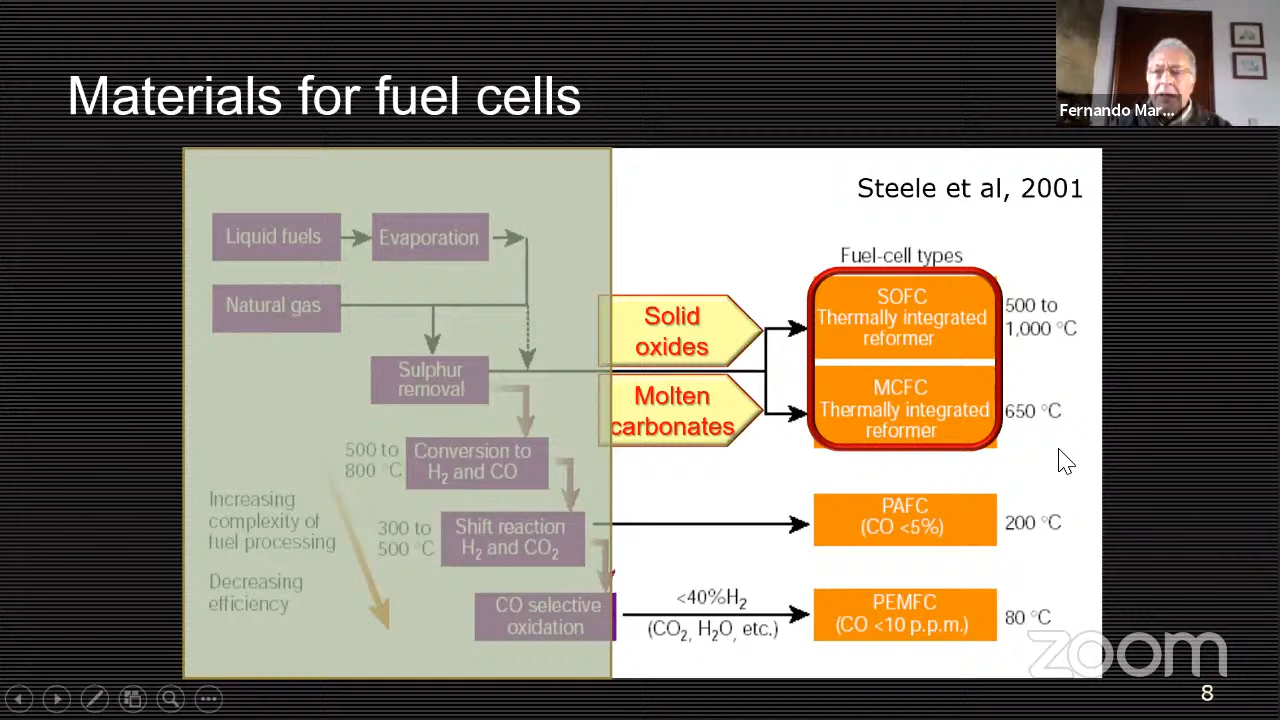 Materials for fuel cells
Fernando Mar...
Steele et al, 2001
Liquid fuels
Evaporation
Natural gas
Sulphur
removal
500 to
800 °C
Conversion to
H₂ and CO
300 to
500 °C
Shift reaction
H₂ and CO₂
CO selective
oxidation
Increasing
complexity of
fuel processing
Decreasing
efficiency
Solid
oxides
Molten
carbonates
<40%H₂
(CO₂, H₂O, etc.)
Fuel-cell types
SOFC
Thermally integrated
reformer
500 to
1,000 °C
MCFC
Thermally integrated
reformer
650 °C
PAFC
(CO <5%)
200 °C
PEMFC
(CO <10 p.p.m.)
80 °C
zoom
8